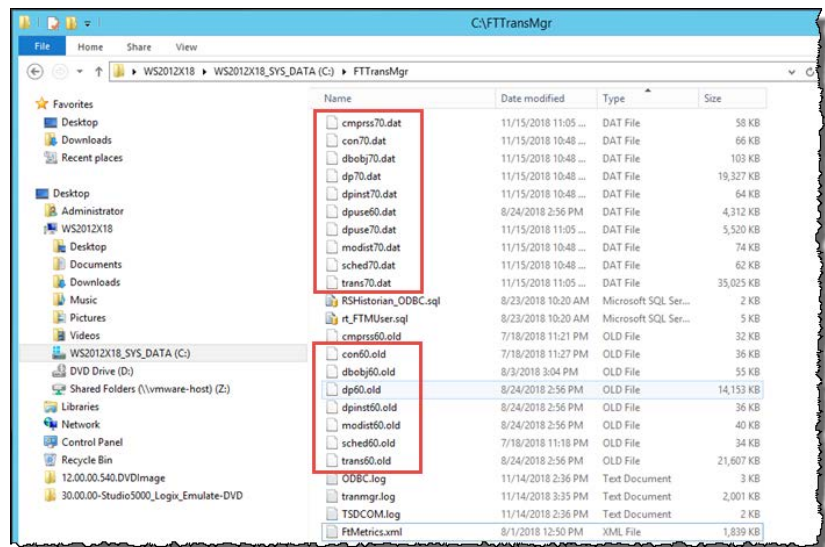 C:\FTTransMgr
File Home Share View
WS2012X18 WS2012X18_SYS_DATA (C:) FTTransMgr
Favorites
Desktop
Downloads
Recent places
Desktop
Administrator
WS2012X18
Desktop
Documents
Downloads
Music
Pictures
Videos
WS2012X18_SYS_DATA (C:)
DVD Drive (D:)
Shared Folders (\\vmware-host) (Z:)
Libraries
Network
Control Panel
Recycle Bin
12.00.00.540.DVDImage
30.00.00-Studio5000_Logix_Emulate-DVD
Name Date modified Type Size
cmprss70.dat 11/15/2018 11:05 ... DAT File 58 KB
con70.dat 11/15/2018 10:48 ... DAT File 66 KB
dbobj70.dat 11/15/2018 10:48 ... DAT File 103 KB
dp70.dat 11/15/2018 10:48 ... DAT File 19,327 KB
dpinst70.dat 11/15/2018 10:48 ... DAT File 64 KB
dpuse60.dat 8/24/2018 2:56 PM DAT File 4,312 KB
dpuse70.dat 11/15/2018 11:05 ... DAT File 5,520 KB
modist70.dat 11/15/2018 10:48 ... DAT File 74 KB
sched70.dat 11/15/2018 10:48 ... DAT File 62 KB
trans70.dat 11/15/2018 11:05 ... DAT File 35,025 KB
RSHistorian_ODBC.sql 8/23/2018 10:20 AM Microsoft SQL Ser... 2 KB
rt_FTMUser.sql 8/23/2018 10:20 AM Microsoft SQL Ser... 5 KB
cmprss60.old 7/18/2018 11:21 PM OLD File 32 KB
con60.old 7/18/2018 11:27 PM OLD File 36 KB
dbobj60.old 8/3/2018 3:04 PM OLD File 55 KB
dp60.old 8/24/2018 2:56 PM OLD File 14,153 KB
dpinst60.old 8/24/2018 2:56 PM OLD File 36 KB
modist60.old 8/24/2018 2:56 PM OLD File 40 KB
sched60.old 7/18/2018 11:18 PM OLD File 34 KB
trans60.old 8/24/2018 2:56 PM OLD File 21,607 KB
ODBC.log 11/14/2018 2:36 PM Text Document 3 KB
tranmgr.log 11/14/2018 3:35 PM Text Document 2,001 KB
TSDCOM.log 11/14/2018 2:36 PM Text Document 2 KB
FtMetrics.xml 8/1/2018 12:50 PM XML File 1,839 KB